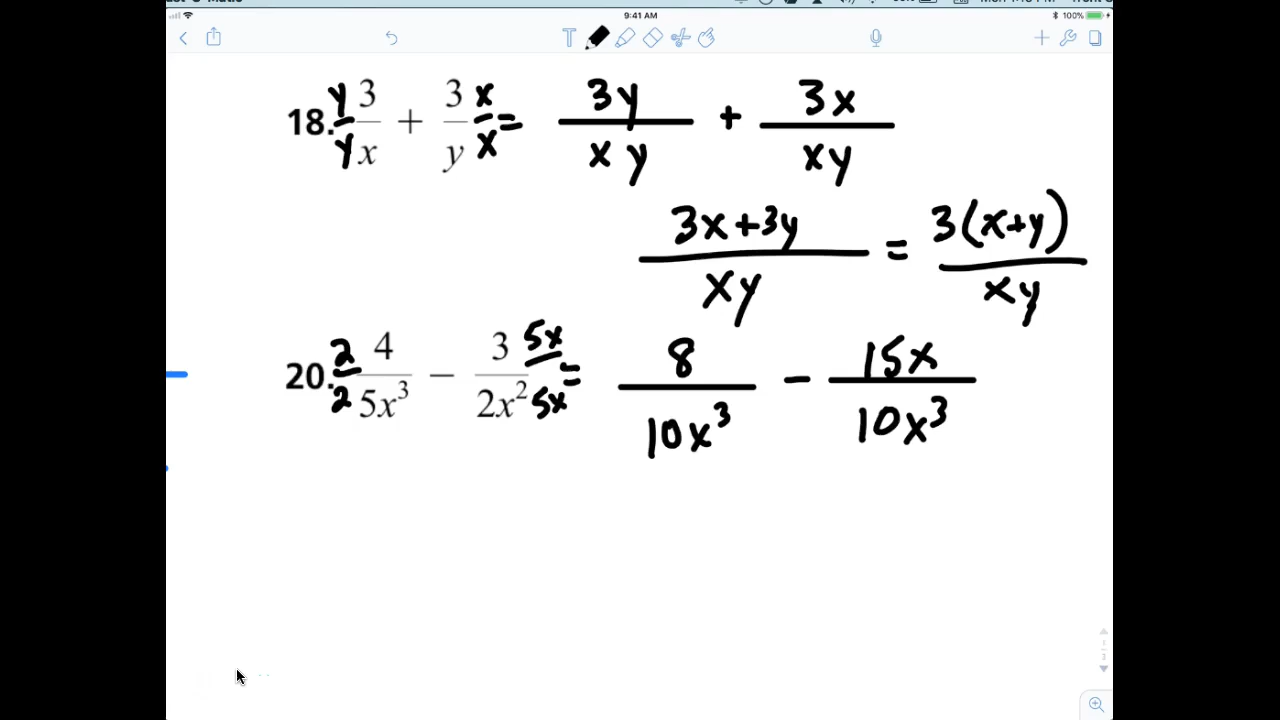 9:41 AM
100%
18. y/y 3/x + 3/y x/x = 3y/xy + 3x/xy
3x+3y/xy = 3(x+y)/xy
20. 2/2 4/5x³ − 3/2x² 5x/5x = 8/10x³ − 15x/10x³